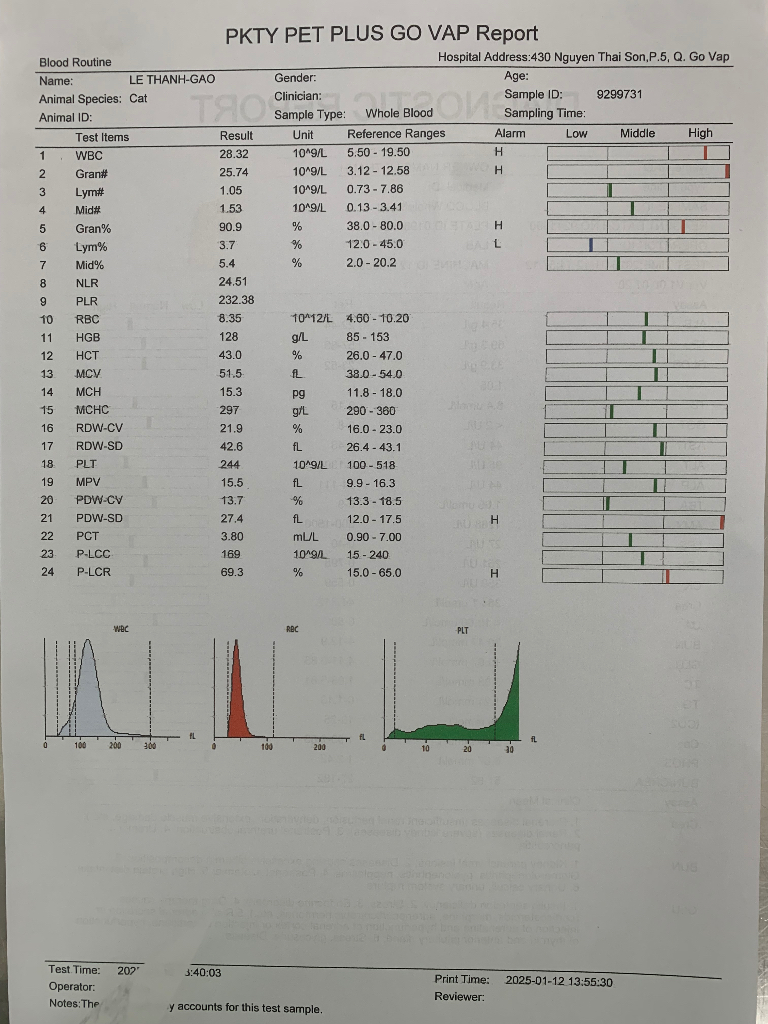 PKTY PET PLUS GO VAP Report
Blood Routine Hospital Address:430 Nguyen Thai Son,P.5, Q. Go Vap
Name: LE THANH-GAO Gender: Age:
Animal Species: Cat Clinician: Sample ID: 9299731
Animal ID: Sample Type: Whole Blood Sampling Time:
Test Items Result Unit Reference Ranges Alarm Low Middle High
1 WBC 28.32 10^9/L 5.50 - 19.50 H
2 Gran# 25.74 10^9/L 3.12 - 12.58 H
3 Lym# 1.05 10^9/L 0.73 - 7.86
4 Mid# 1.53 10^9/L 0.13 - 3.41
5 Gran% 90.9 % 38.0 - 80.0 H
6 Lym% 3.7 % 12.0 - 45.0 L
7 Mid% 5.4 % 2.0 - 20.2
8 NLR 24.51
9 PLR 232.38
10 RBC 8.35 10^12/L 4.60 - 10.20
11 HGB 128 g/L 85 - 153
12 HCT 43.0 % 26.0 - 47.0
13 MCV 51.5 fL 38.0 - 54.0
14 MCH 15.3 pg 11.8 - 18.0
15 MCHC 297 g/L 290 - 360
16 RDW-CV 21.9 % 16.0 - 23.0
17 RDW-SD 42.6 fL 26.4 - 43.1
18 PLT 244 10^9/L 100 - 518
19 MPV 15.5 fL 9.9 - 16.3
20 PDW-CV 13.7 % 13.3 - 18.5
21 PDW-SD 27.4 fL 12.0 - 17.5 H
22 PCT 3.80 mL/L 0.90 - 7.00
23 P-LCC 169 10^9/L 15 - 240
24 P-LCR 69.3 % 15.0 - 65.0 H
WBC RBC PLT
0 100 200 300 fL 0 100 200 fL 0 10 20 30 fL
Test Time: 202 :40:03 Print Time: 2025-01-12 13:55:30
Operator: Reviewer:
Notes:The y accounts for this test sample.